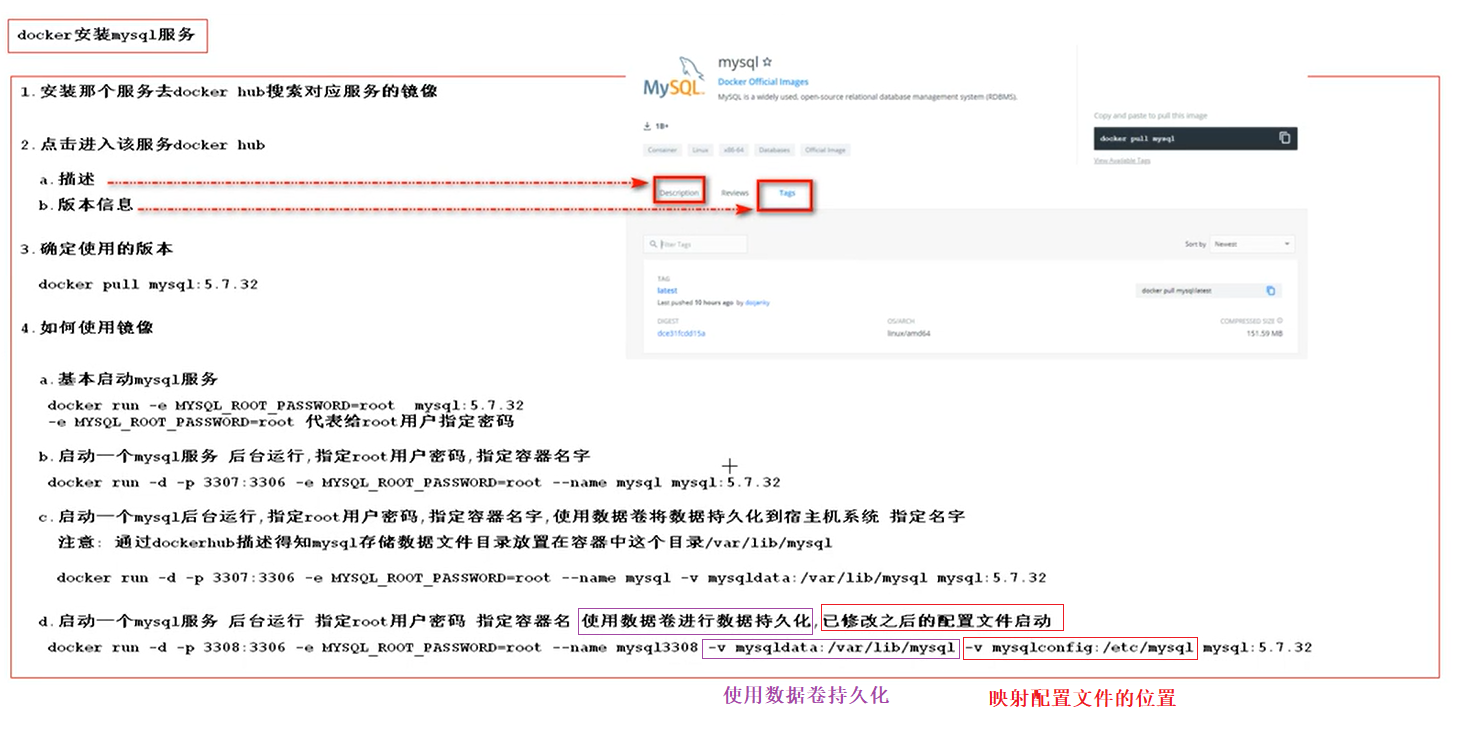 docker安装mysql服务
1.安装那个服务去docker hub搜索对应服务的镜像
2.点击进入该服务docker hub
a.描述
b.版本信息
3.确定使用的版本
docker pull mysql:5.7.32
4.如何使用镜像
mysql ☆
MySQL.
Docker Official Images
MySQL is a widely used, open-source relational database management system (RDBMS).
1B+
Container Linux x86-64 Databases Official Image
Copy and paste to pull this image
docker pull mysql
View Available Tags
Description Reviews Tags
Filter Tags
Sort by Newest
TAG
latest
Last pushed 10 hours ago by doijanky
docker pull mysql:latest
DIGEST OS/ARCH COMPRESSED SIZE
dce31fcdd15a linux/amd64 151.59 MB
a.基本启动mysql服务
docker run -e MYSQL_ROOT_PASSWORD=root mysql:5.7.32
-e MYSQL_ROOT_PASSWORD=root 代表给root用户指定密码
b.启动一个mysql服务 后台运行,指定root用户密码,指定容器名字
docker run -d -p 3307:3306 -e MYSQL_ROOT_PASSWORD=root --name mysql mysql:5.7.32
c.启动一个mysql后台运行,指定root用户密码,指定容器名字,使用数据卷将数据持久化到宿主机系统 指定名字
注意: 通过dockerhub描述得知mysql存储数据文件目录放置在容器中这个目录/var/lib/mysql
docker run -d -p 3307:3306 -e MYSQL_ROOT_PASSWORD=root --name mysql -v mysqldata:/var/lib/mysql mysql:5.7.32
d.启动一个mysql服务 后台运行 指定root用户密码 指定容器名 使用数据卷进行数据持久化,已修改之后的配置文件启动
docker run -d -p 3308:3306 -e MYSQL_ROOT_PASSWORD=root --name mysql3308 -v mysqldata:/var/lib/mysql -v mysqlconfig:/etc/mysql mysql:5.7.32
使用数据卷持久化
映射配置文件的位置